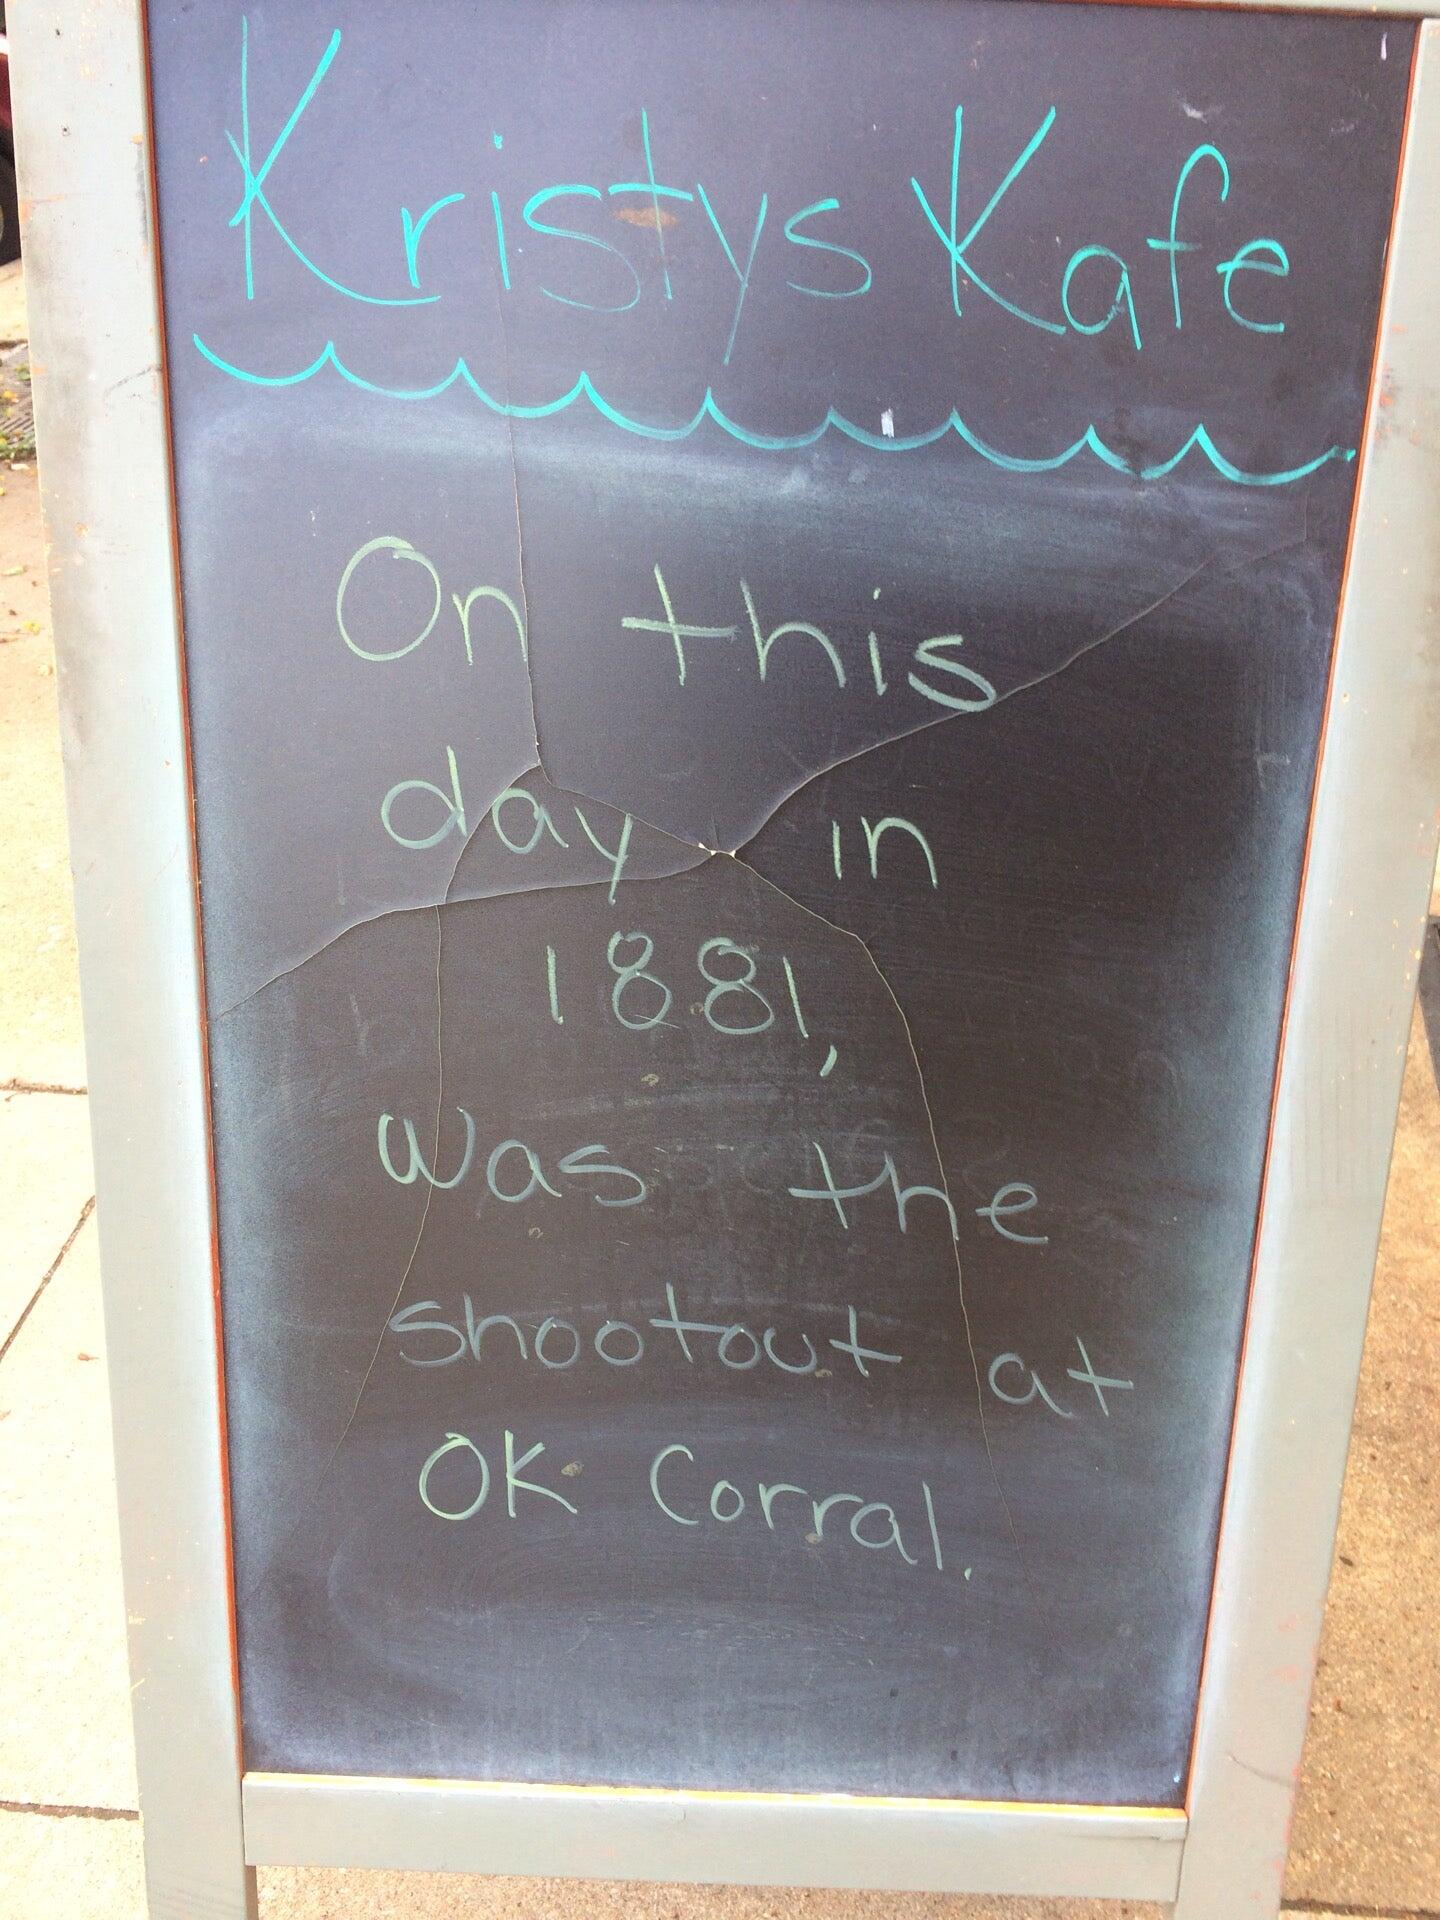 Kristys Kafe
On this
day in
1881,
was the
shootout at
OK Corral.